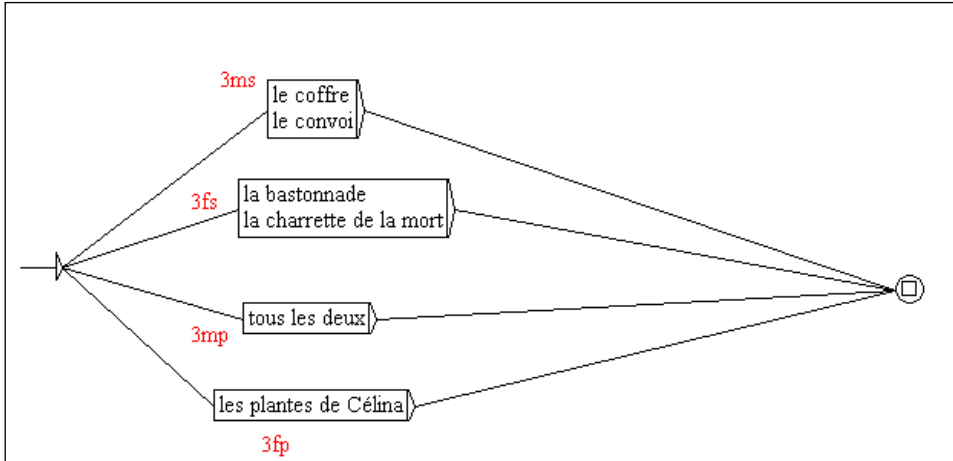 3ms
le coffre
le convoi
3fs
la bastonnade
la charrette de la mort
tous les deux
3mp
les plantes de Célina
3fp